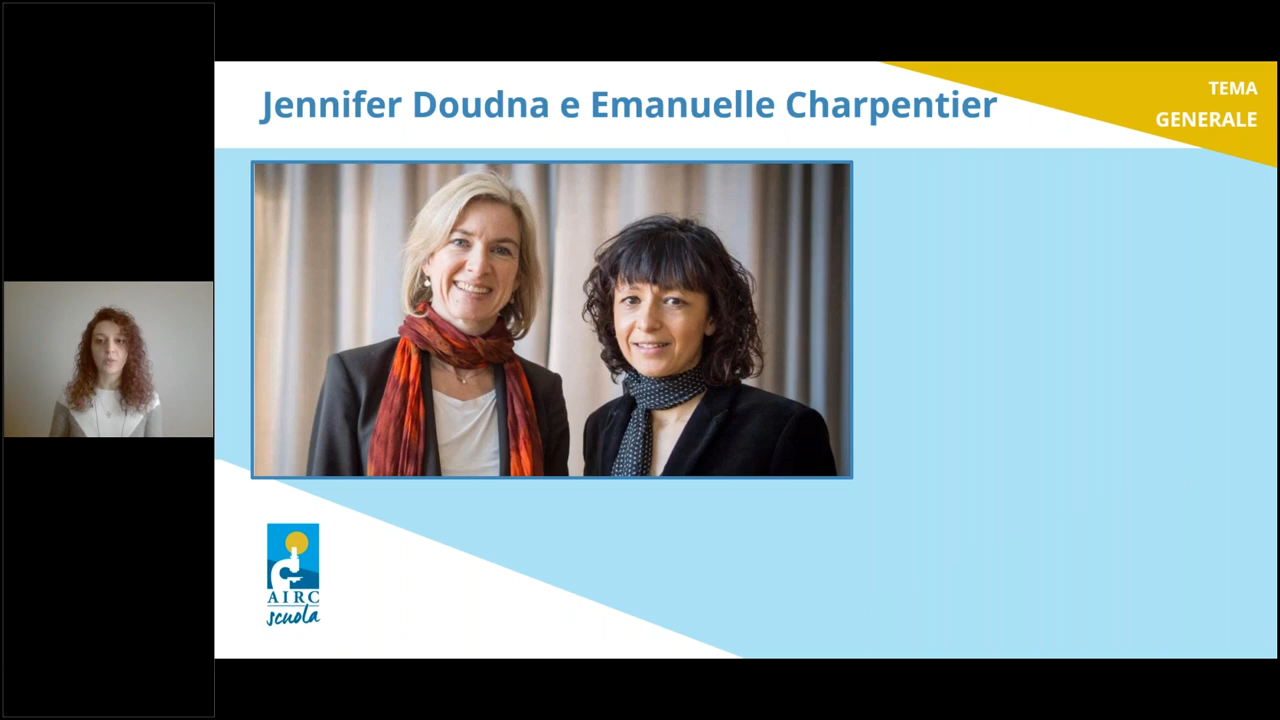 Jennifer Doudna e Emanuelle Charpentier
TEMA
GENERALE
AIRC
scuola